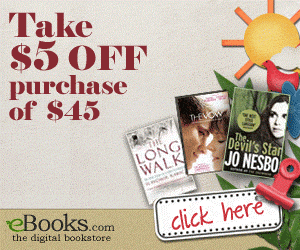 Take
$5 OFF
purchase
of $45
THE
LONG
WALK
THE VOW
The
Devil's Star
JO NESBO
click here
eBooks.com
the digital bookstore